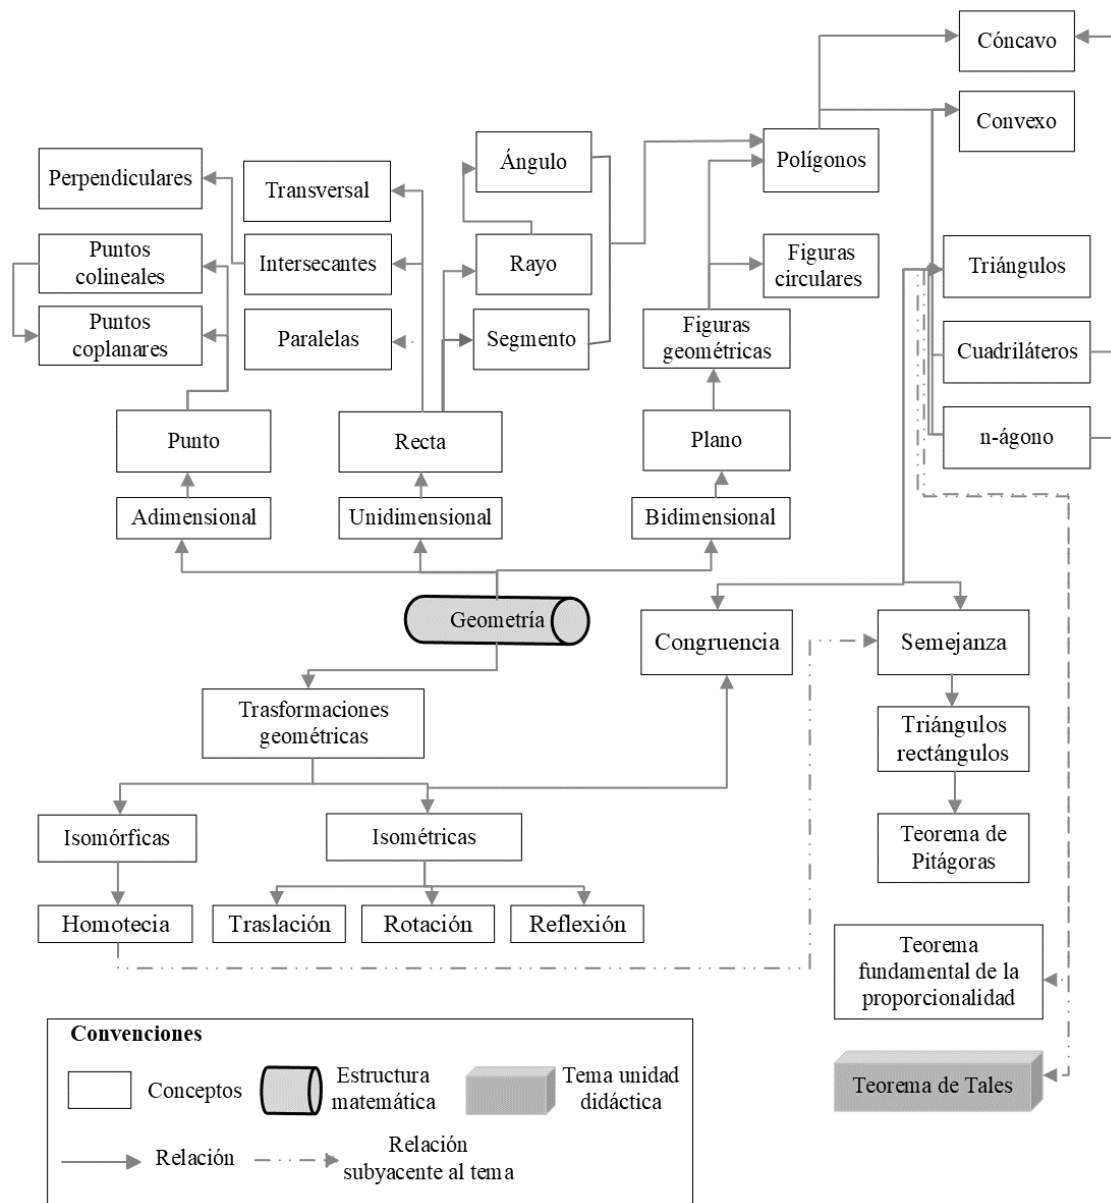 Cóncavo
Convexo
Polígonos
Ángulo
Perpendiculares
Transversal
Puntos
colineales
Intersecantes
Rayo
Figuras
circulares
Triángulos
Puntos
coplanares
Paralelas
Segmento
Figuras
geométricas
Cuadriláteros
Punto
Recta
Plano
n-ágono
Adimensional
Unidimensional
Bidimensional
Geometría
Congruencia
Semejanza
Trasformaciones
geométricas
Triángulos
rectángulos
Isomórficas
Isométricas
Teorema de
Pitágoras
Homotecia
Traslación
Rotación
Reflexión
Teorema
fundamental de la
proporcionalidad
Teorema de Tales
Convenciones
Conceptos
Estructura
matemática
Tema unidad
didáctica
Relación
Relación
subyacente al tema